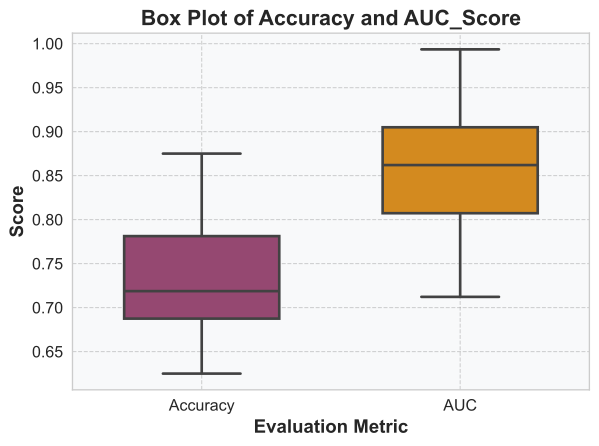 Box Plot of Accuracy and AUC_Score
Score
1.00
0.95
0.90
0.85
0.80
0.75
0.70
0.65
Accuracy
AUC
Evaluation Metric